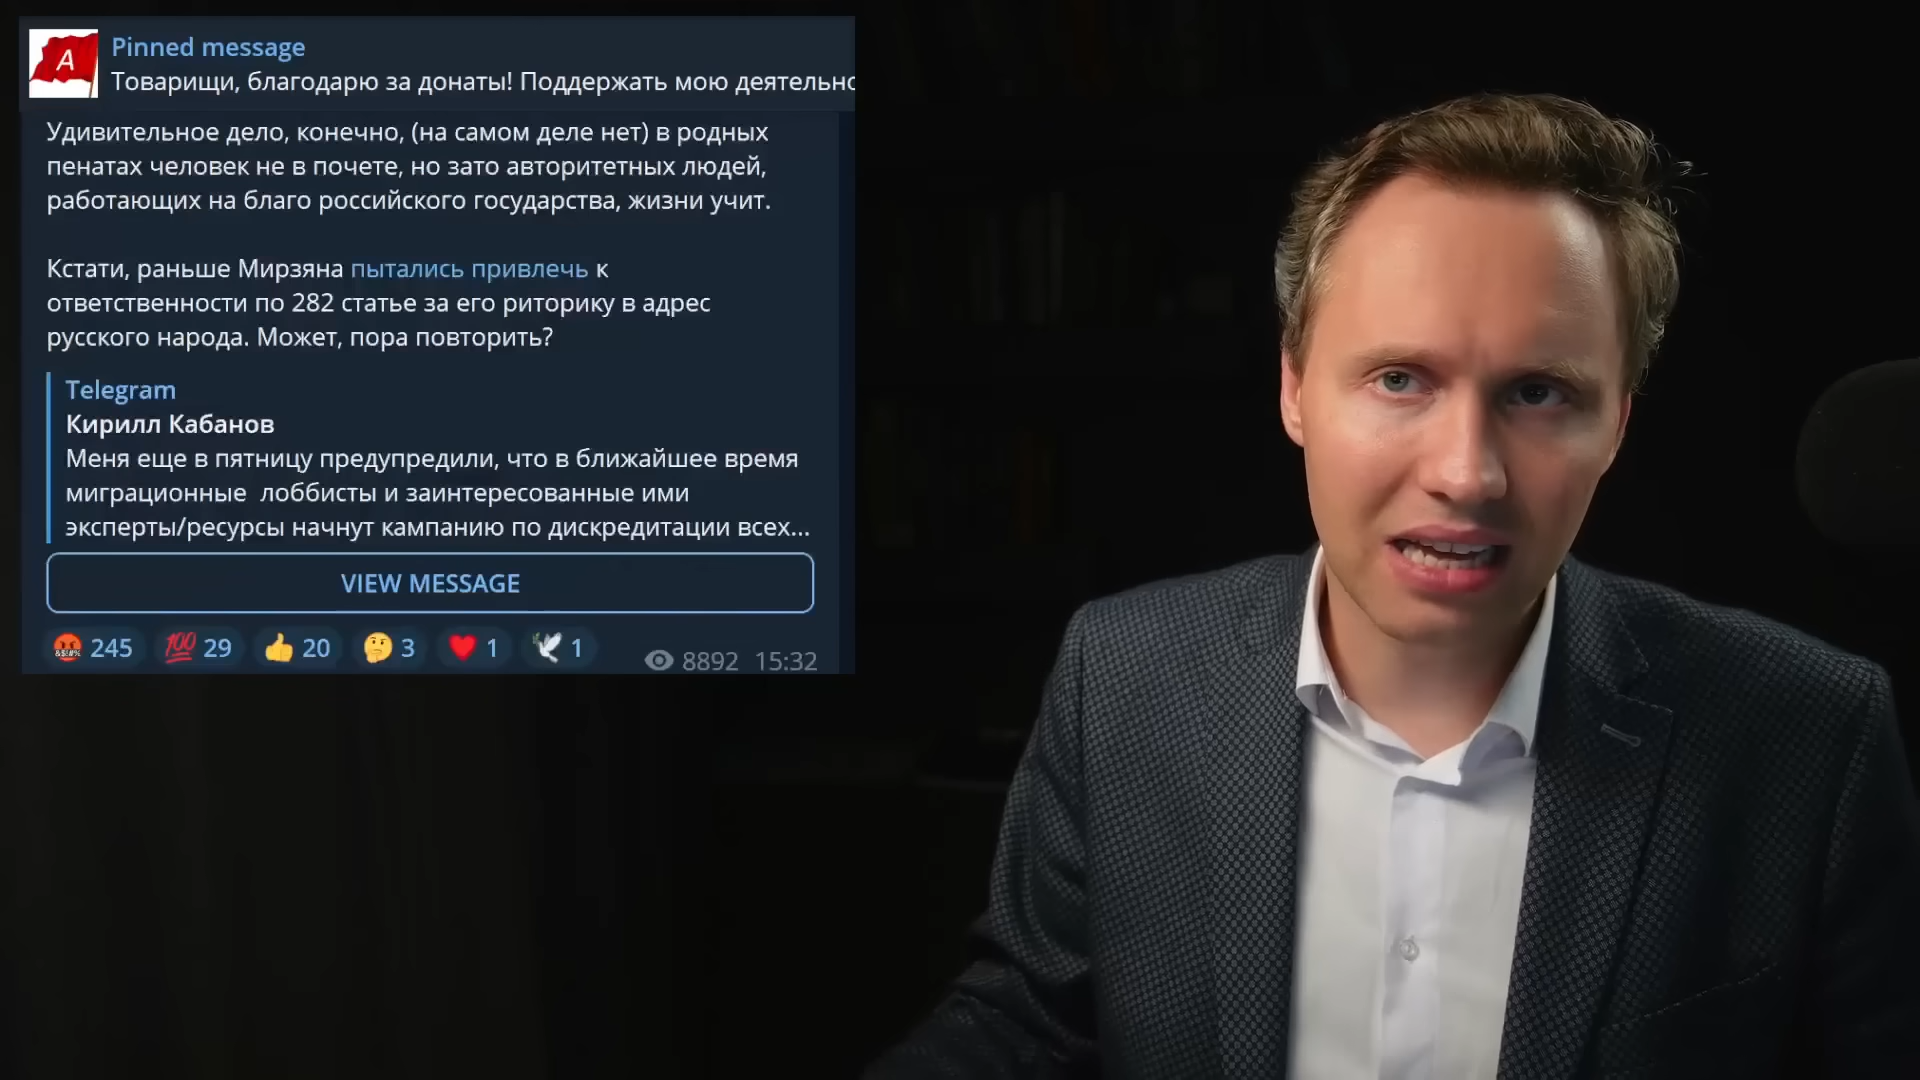 A
Pinned message
Товарищи, благодарю за донаты! Поддержать мою деятельно
Удивительное дело, конечно, (на самом деле нет) в родных
пенатах человек не в почете, но зато авторитетных людей,
работающих на благо российского государства, жизни учит.
Кстати, раньше Мирзяна пытались привлечь к
ответственности по 282 статье за его риторику в адрес
русского народа. Может, пора повторить?
Telegram
Кирилл Кабанов
Меня еще в пятницу предупредили, что в ближайшее время
миграционные лоббисты и заинтересованные ими
эксперты/ресурсы начнут кампанию по дискредитации всех...
VIEW MESSAGE
245 100 29 20 3 1 1 8892 15:32